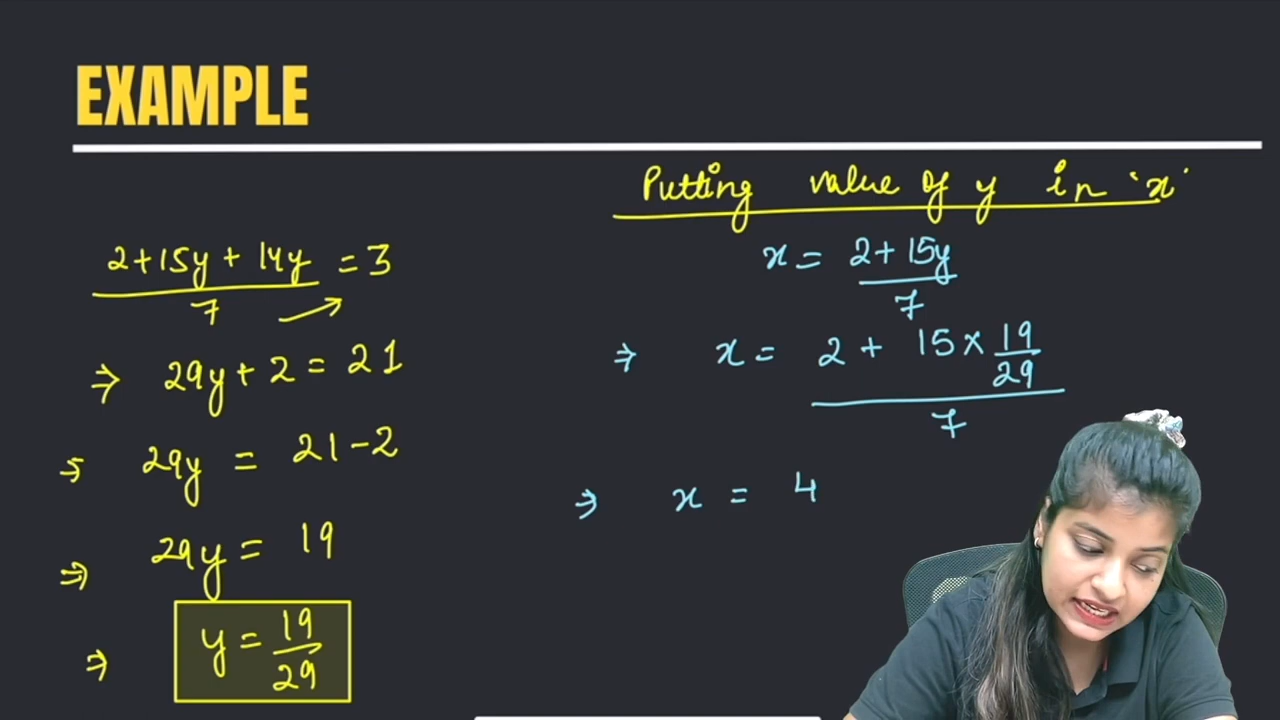 EXAMPLE
2+15y + 14y = 3
7
⇒ 29y + 2 = 21
⇒ 29y = 21-2
⇒ 29y = 19
⇒ y = 19
29
Putting value of y in 'x'
x = 2+ 15y
7
⇒ x = 2 + 15 × 19
29
7
⇒ x = 4